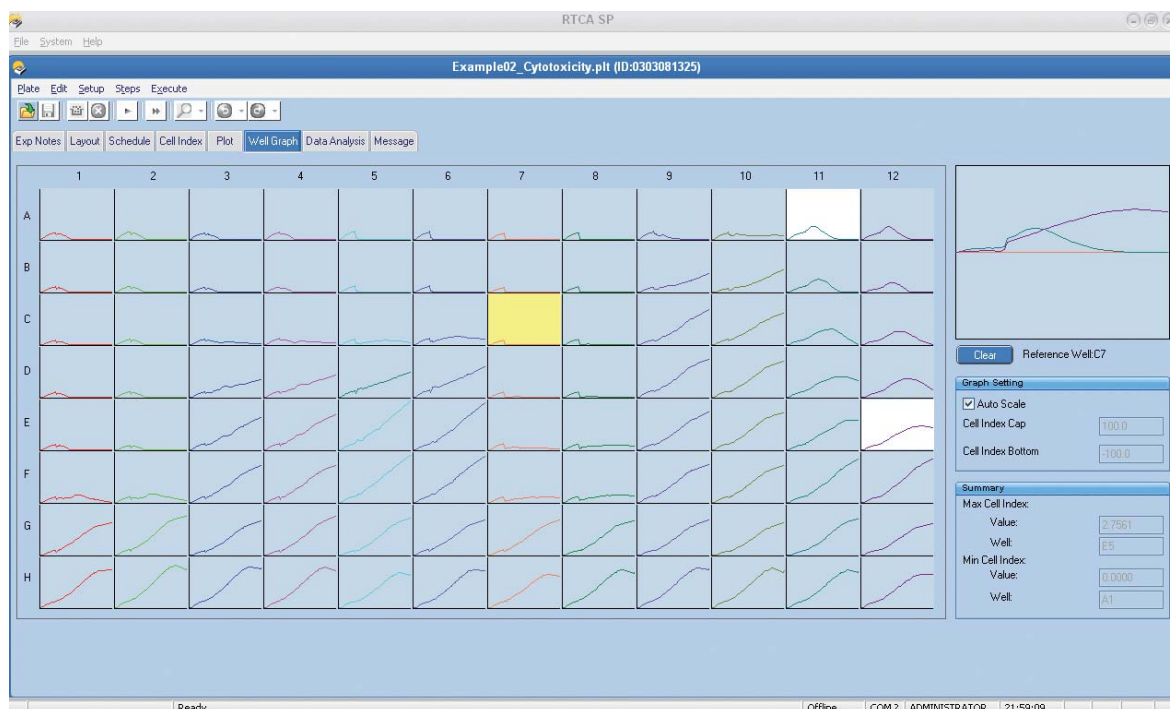 RTCA SP
File System Help
Example02_Cytotoxicity.plt (ID:0303081325)
Plate Edit Setup Steps Execute
Exp Notes Layout Schedule Cell Index Plot Well Graph Data Analysis Message
1 2 3 4 5 6 7 8 9 10 11 12
A
B
C
D
E
F
G
H
Clear Reference Well:C7
Graph Setting
Auto Scale
Cell Index Cap 100.0
Cell Index Bottom -100.0
Summary
Max Cell Index:
Value: 2.7561
Well: E5
Min Cell Index:
Value: 0.0000
Well: A1
Ready Offline COM 2 ADMINISTRATOR 21:59:09